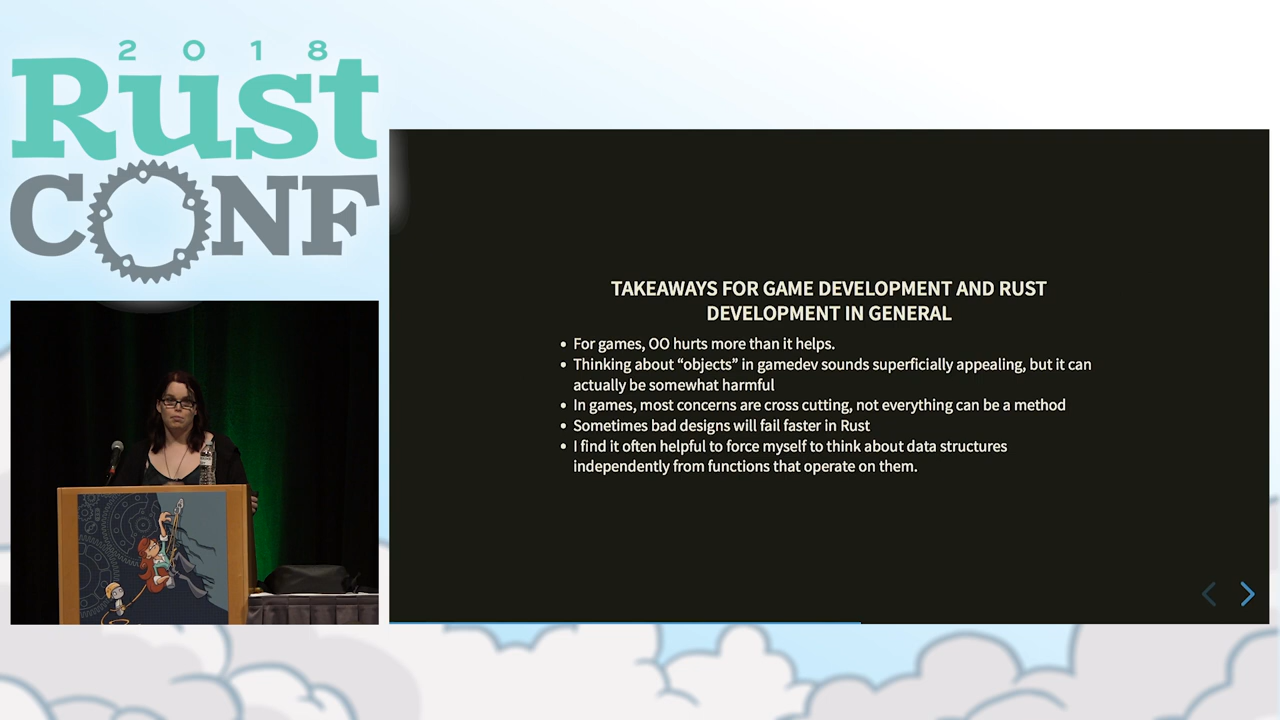 2018
Rust
CONF
TAKEAWAYS FOR GAME DEVELOPMENT AND RUST
DEVELOPMENT IN GENERAL
• For games, OO hurts more than it helps.
• Thinking about “objects” in gamedev sounds superficially appealing, but it can
actually be somewhat harmful
• In games, most concerns are cross cutting, not everything can be a method
• Sometimes bad designs will fail faster in Rust
• I find it often helpful to force myself to think about data structures
independently from functions that operate on them.